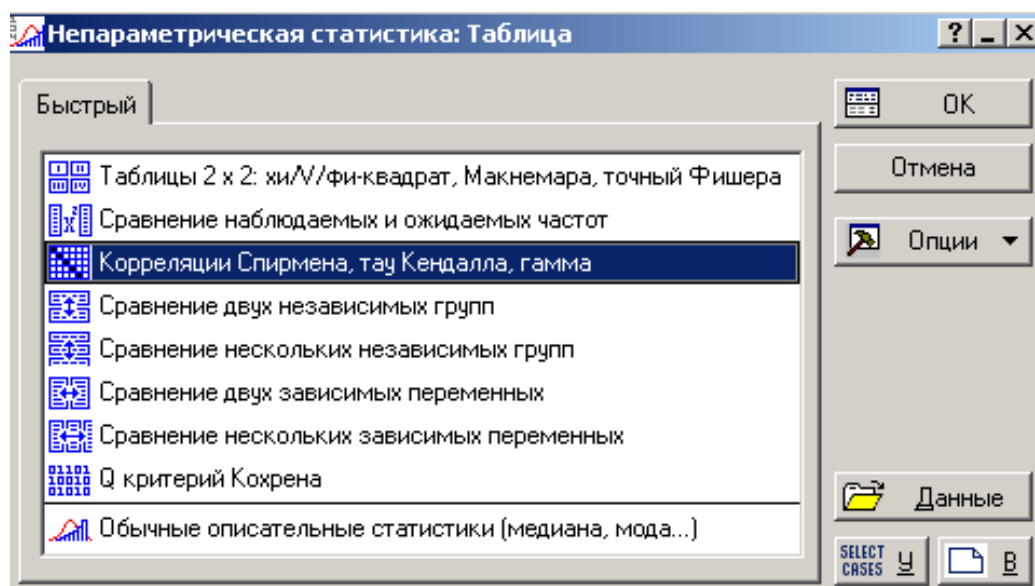 Непараметрическая статистика: Таблица
Быстрый
Таблицы 2 x 2: хи/V/фи-квадрат, Макнемара, точный Фишера
Сравнение наблюдаемых и ожидаемых частот
Корреляции Спирмена, тау Кендалла, гамма
Сравнение двух независимых групп
Сравнение нескольких независимых групп
Сравнение двух зависимых переменных
Сравнение нескольких зависимых переменных
Q критерий Кохрена
Обычные описательные статистики (медиана, мода...)
OK
Отмена
Опции
Данные
SELECT
CASES У
В